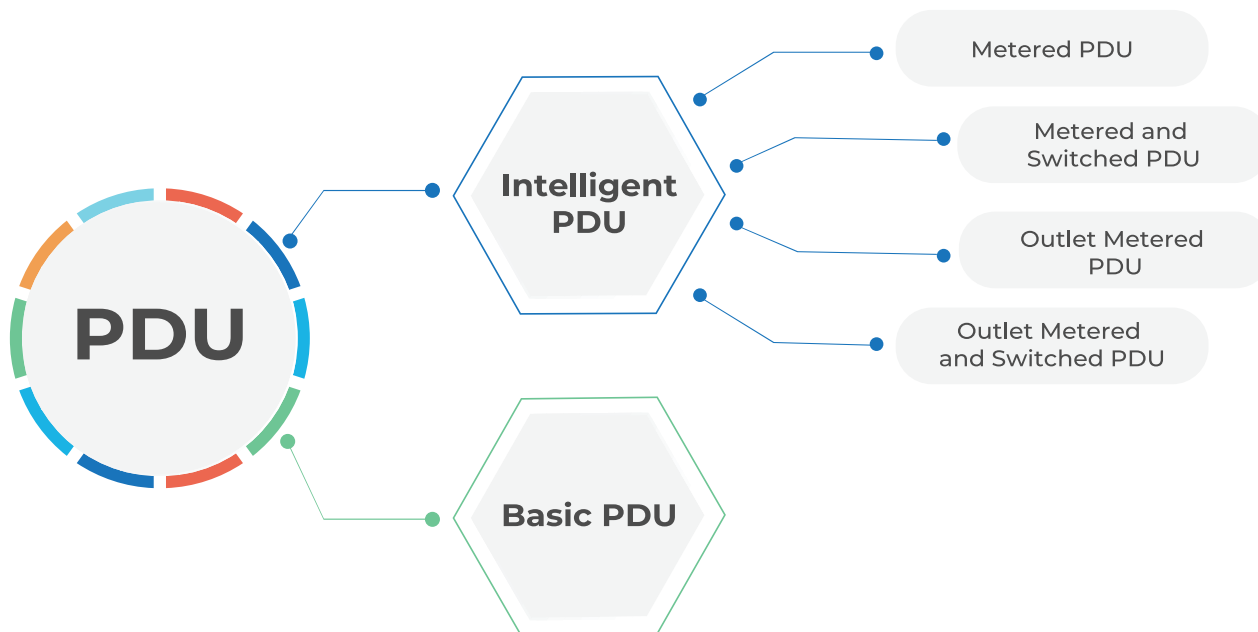 PDU
Intelligent
PDU
Metered PDU
Metered and
Switched PDU
Outlet Metered
PDU
Outlet Metered
and Switched PDU
Basic PDU